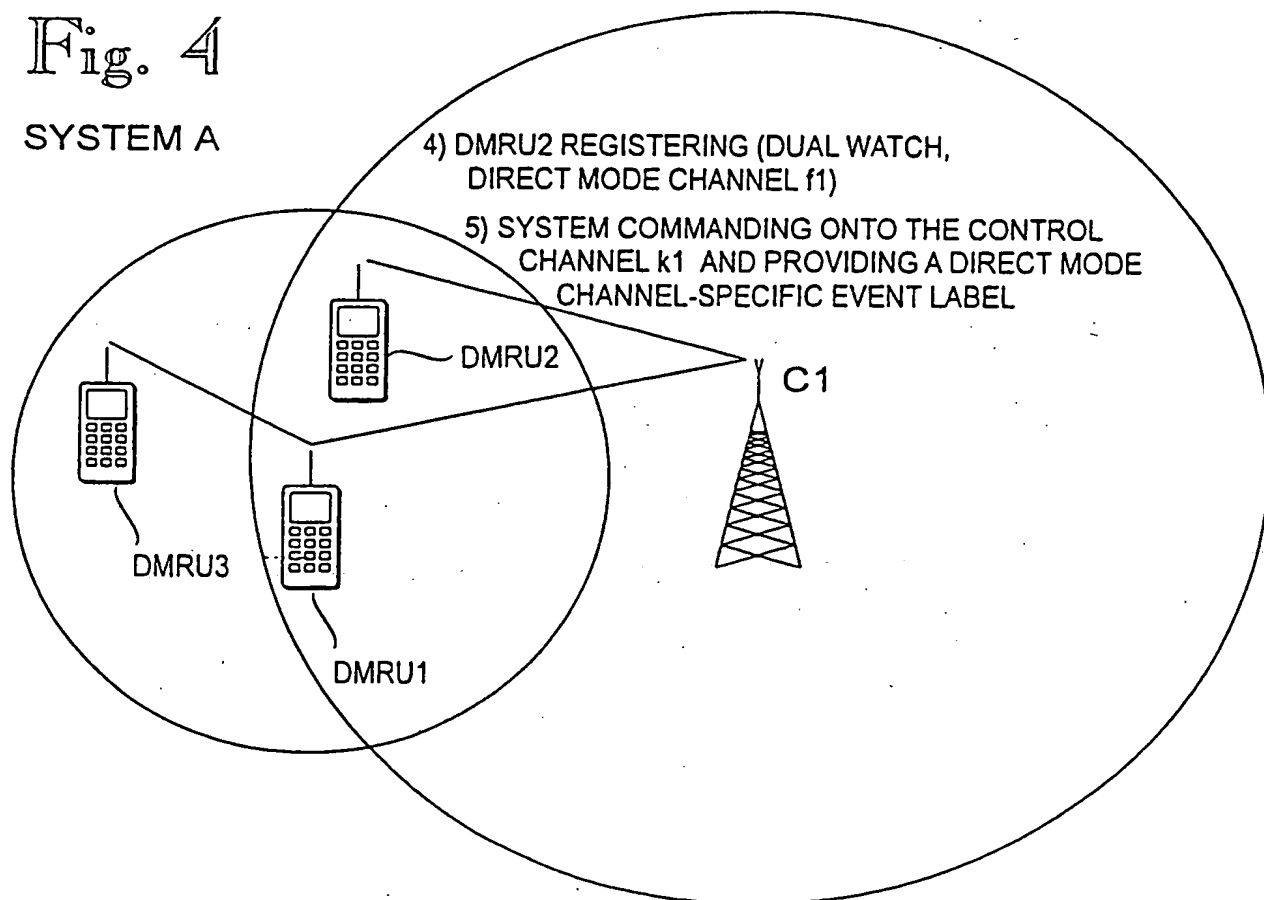 Fig. 4
SYSTEM A
4) DMRU2 REGISTERING (DUAL WATCH,
DIRECT MODE CHANNEL f1)
5) SYSTEM COMMANDING ONTO THE CONTROL
CHANNEL k1 AND PROVIDING A DIRECT MODE
CHANNEL-SPECIFIC EVENT LABEL
DMRU2
C1
DMRU3
DMRU1